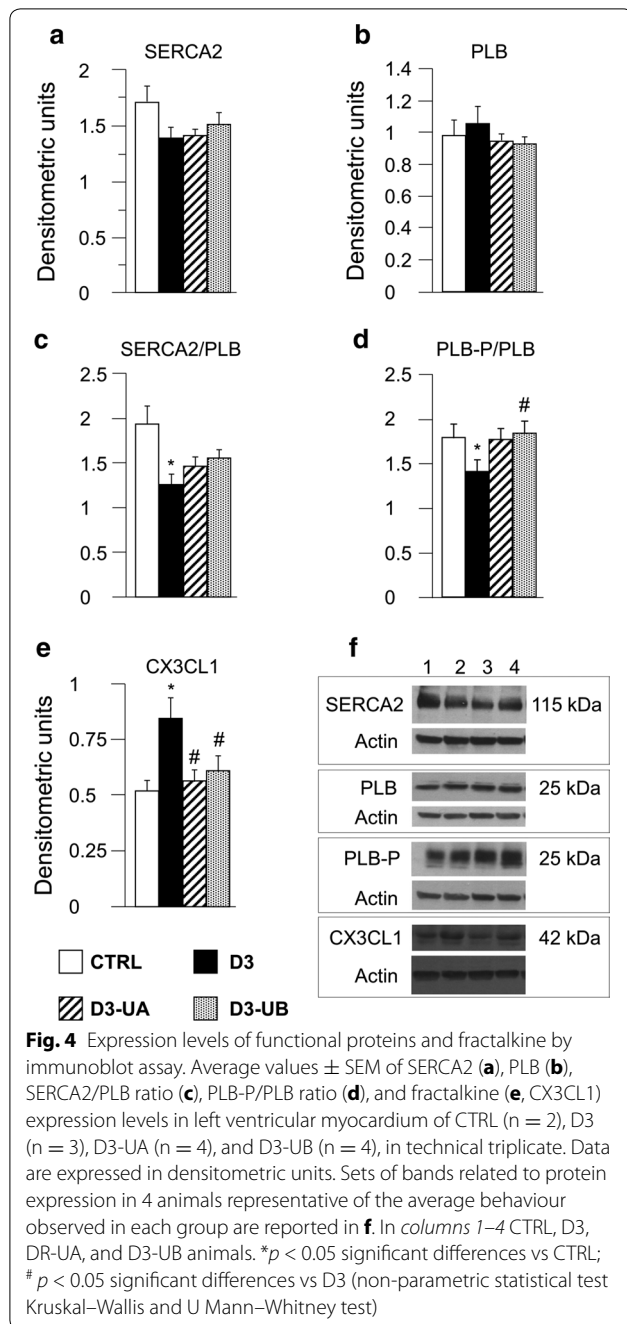 a
SERCA2
Densitometric units
2
1.5
1
0.5
0
b
PLB
Densitometric units
1.4
1.2
1
0.8
0.6
0.4
0.2
0
c
SERCA2/PLB
2.5
2
1.5
1
0.5
0
*
d
PLB-P/PLB
2.5
2
1.5
1
0.5
0
*
#
e
CX3CL1
Densitometric units
1
0.75
0.5
0.25
0
*
#
#
CTRL
D3
D3-UA
D3-UB
f
1 2 3 4
SERCA2 115 kDa
Actin
PLB 25 kDa
Actin
PLB-P 25 kDa
Actin
CX3CL1 42 kDa
Actin
Fig. 4 Expression levels of functional proteins and fractalkine by
immunoblot assay. Average values ± SEM of SERCA2 (a), PLB (b),
SERCA2/PLB ratio (c), PLB-P/PLB ratio (d), and fractalkine (e, CX3CL1)
expression levels in left ventricular myocardium of CTRL (n = 2), D3
(n = 3), D3-UA (n = 4), and D3-UB (n = 4), in technical triplicate. Data
are expressed in densitometric units. Sets of bands related to protein
expression in 4 animals representative of the average behaviour
observed in each group are reported in f. In columns 1–4 CTRL, D3,
DR-UA, and D3-UB animals. *p < 0.05 significant differences vs CTRL;
# p < 0.05 significant differences vs D3 (non-parametric statistical test
Kruskal–Wallis and U Mann–Whitney test)